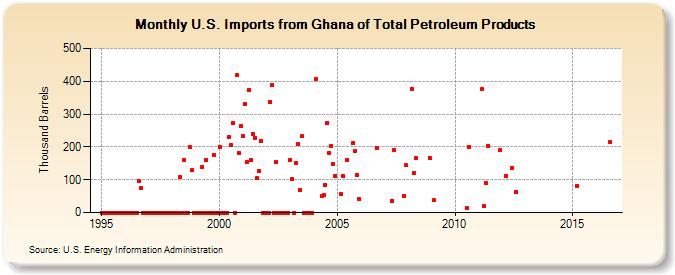 Monthly U.S. Imports from Ghana of Total Petroleum Products
Thousand Barrels
500
400
300
200
100
0
1995 2000 2005 2010 2015
Source: U.S. Energy Information Administration